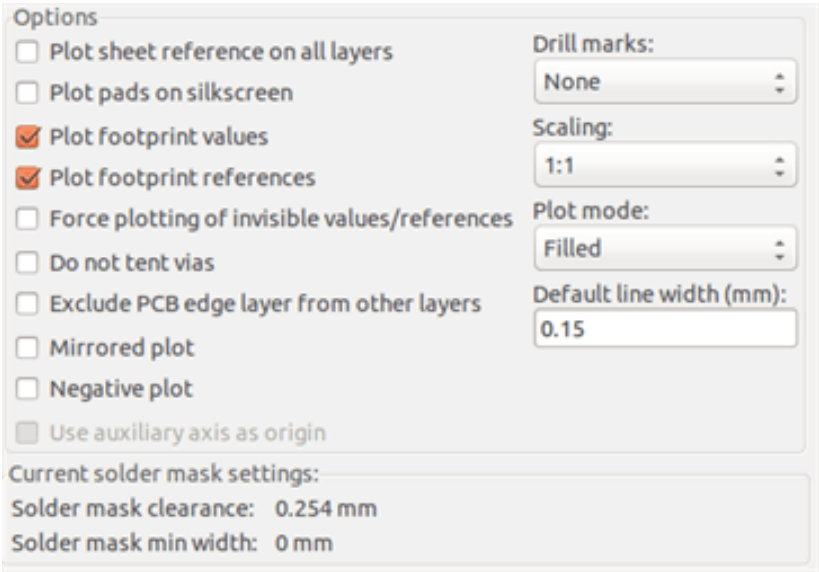 Options
Plot sheet reference on all layers
Plot pads on silkscreen
Plot footprint values
Plot footprint references
Force plotting of invisible values/references
Do not tent vias
Exclude PCB edge layer from other layers
Mirrored plot
Negative plot
Use auxiliary axis as origin
Drill marks:
None
Scaling:
1:1
Plot mode:
Filled
Default line width (mm):
0.15
Current solder mask settings:
Solder mask clearance: 0.254 mm
Solder mask min width: 0 mm